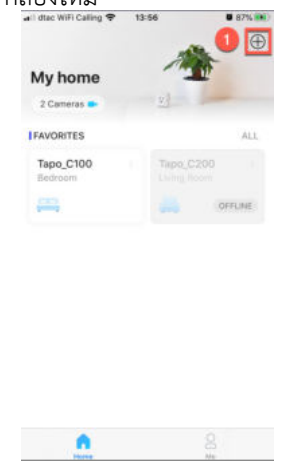 dtac WiFi Calling 13:56 87%
1
My home
2 Cameras
FAVORITES ALL
Tapo_C100 Tapo_C200
Bedroom Living Room
OFFLINE
Home Me